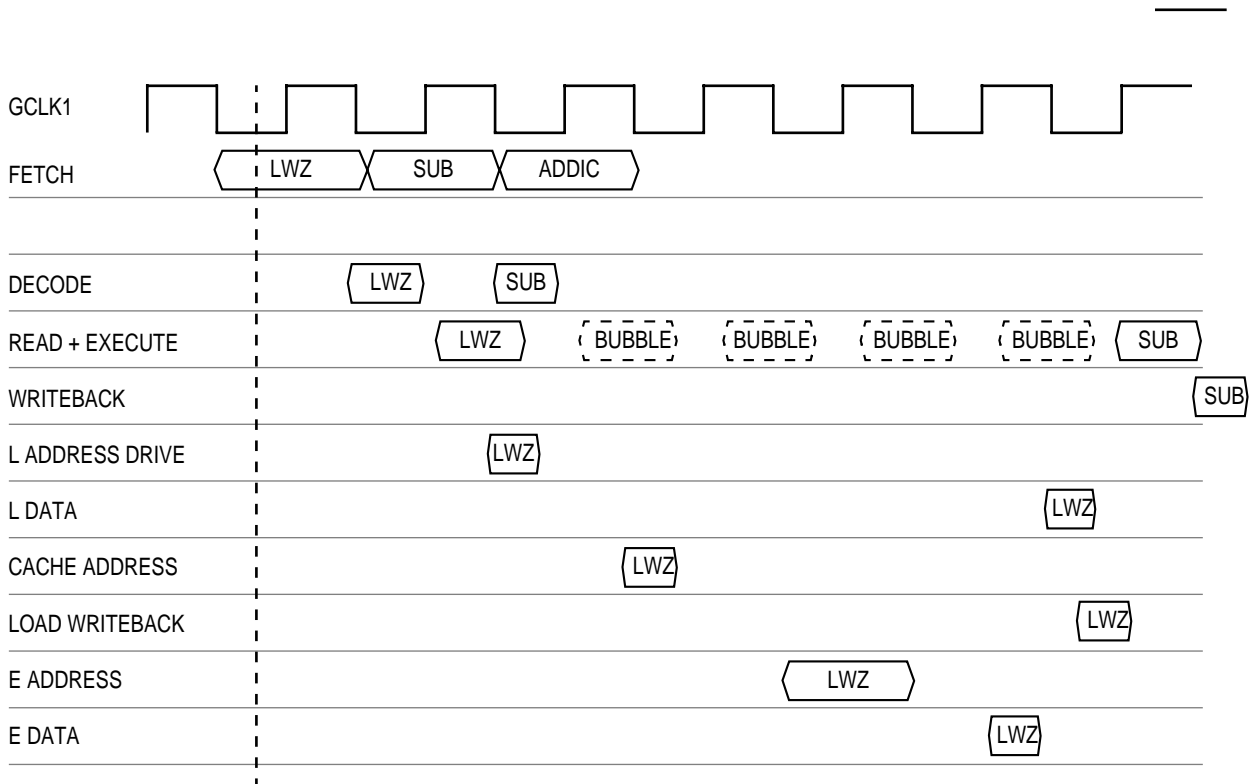 GCLK1
FETCH LWZ SUB ADDIC
DECODE LWZ SUB
READ + EXECUTE LWZ BUBBLE BUBBLE BUBBLE BUBBLE SUB
WRITEBACK SUB
L ADDRESS DRIVE LWZ
L DATA LWZ
CACHE ADDRESS LWZ
LOAD WRITEBACK LWZ
E ADDRESS LWZ
E DATA LWZ